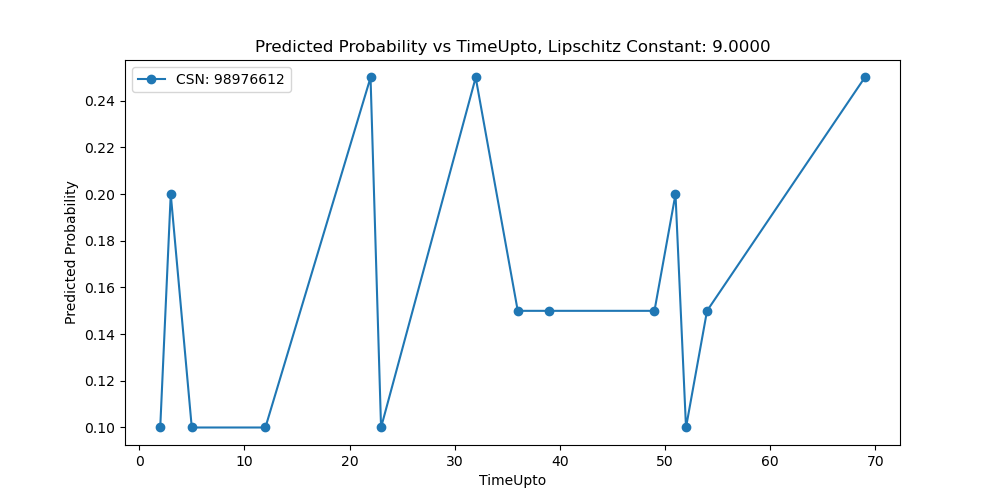 Predicted Probability vs TimeUpto, Lipschitz Constant: 9.0000
CSN: 98976612
Predicted Probability
0.24
0.22
0.20
0.18
0.16
0.14
0.12
0.10
0 10 20 30 40 50 60 70
TimeUpto